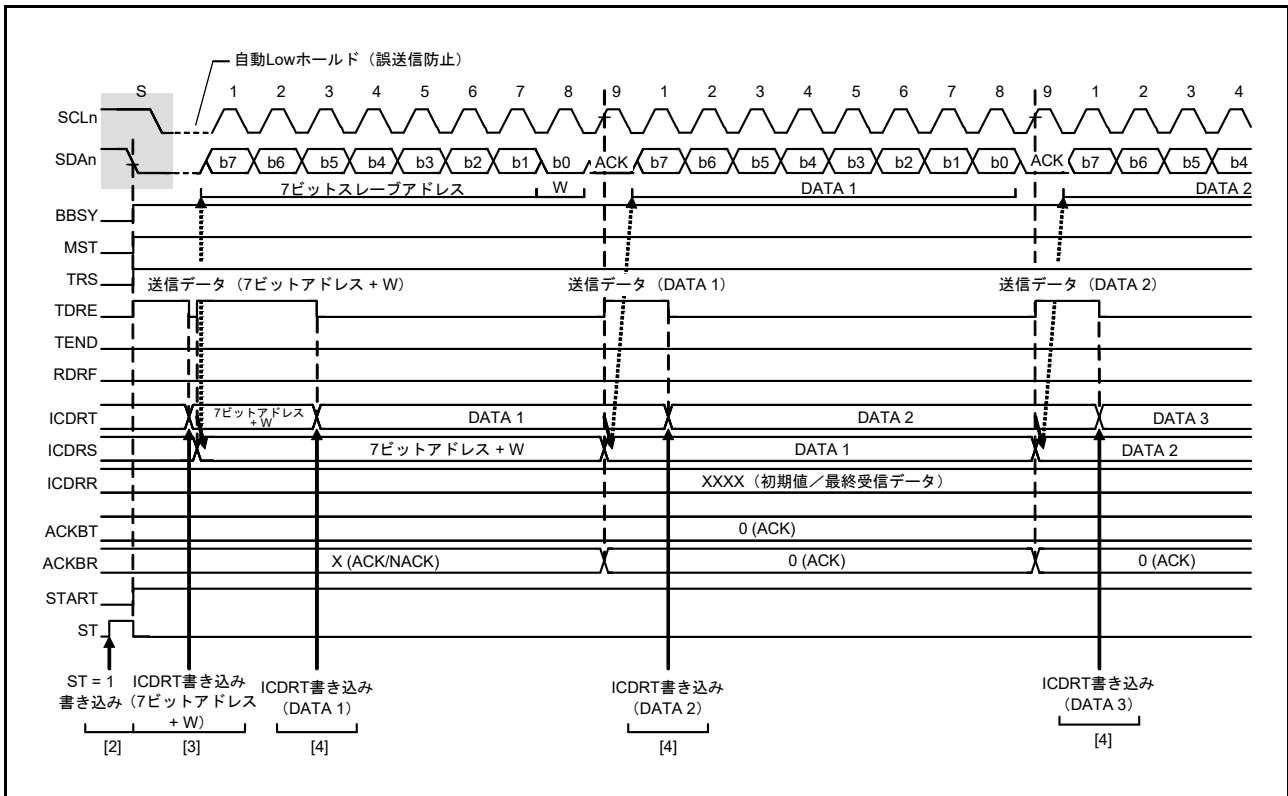 自動Lowホールド（誤送信防止）
S 1 2 3 4 5 6 7 8 9 1 2 3 4 5 6 7 8 9 1 2 3 4
SCLn
SDAn b7 b6 b5 b4 b3 b2 b1 b0 ACK b7 b6 b5 b4 b3 b2 b1 b0 ACK b7 b6 b5 b4
7ビットスレーブアドレス W DATA 1 DATA 2
BBSY
MST
TRS
送信データ（7ビットアドレス + W） 送信データ（DATA 1） 送信データ（DATA 2）
TDRE
TEND
RDRF
ICDRT 7ビットアドレス + W DATA 1 DATA 2 DATA 3
ICDRS 7ビットアドレス + W DATA 1 DATA 2
ICDRR XXXX（初期値／最終受信データ）
ACKBT 0 (ACK)
ACKBR X (ACK/NACK) 0 (ACK) 0 (ACK)
START
ST
ST = 1
書き込み
ICDRT書き込み
（7ビットアドレス
+ W）
ICDRT書き込み
（DATA 1）
ICDRT書き込み
（DATA 2）
ICDRT書き込み
（DATA 3）
[2] [3] [4] [4] [4]